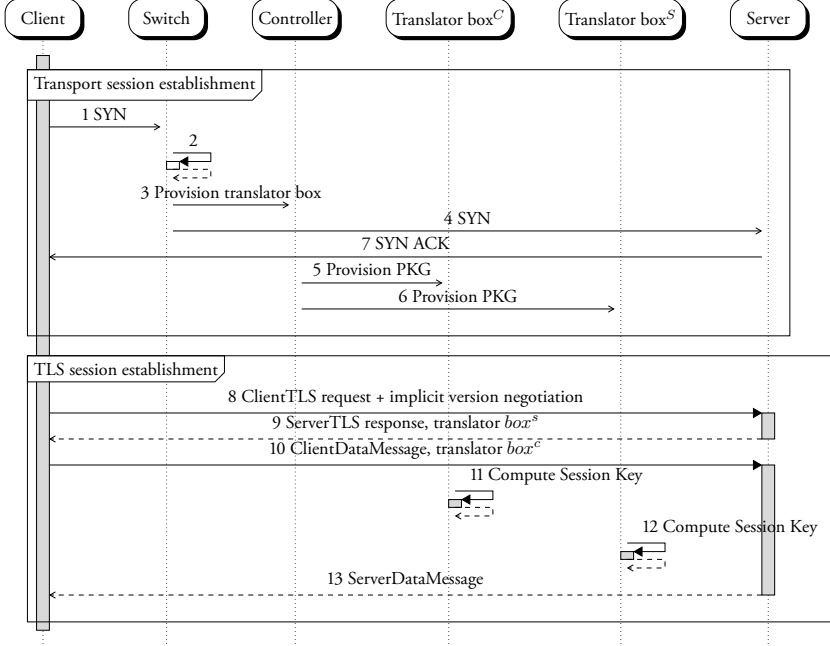 Client
Switch
Controller
Translator box^C
Translator box^S
Server
Transport session establishment
1 SYN
2
3 Provision translator box
4 SYN
7 SYN ACK
5 Provision PKG
6 Provision PKG
TLS session establishment
8 ClientTLS request + implicit version negotiation
9 ServerTLS response, translator box^s
10 ClientDataMessage, translator box^c
11 Compute Session Key
12 Compute Session Key
13 ServerDataMessage